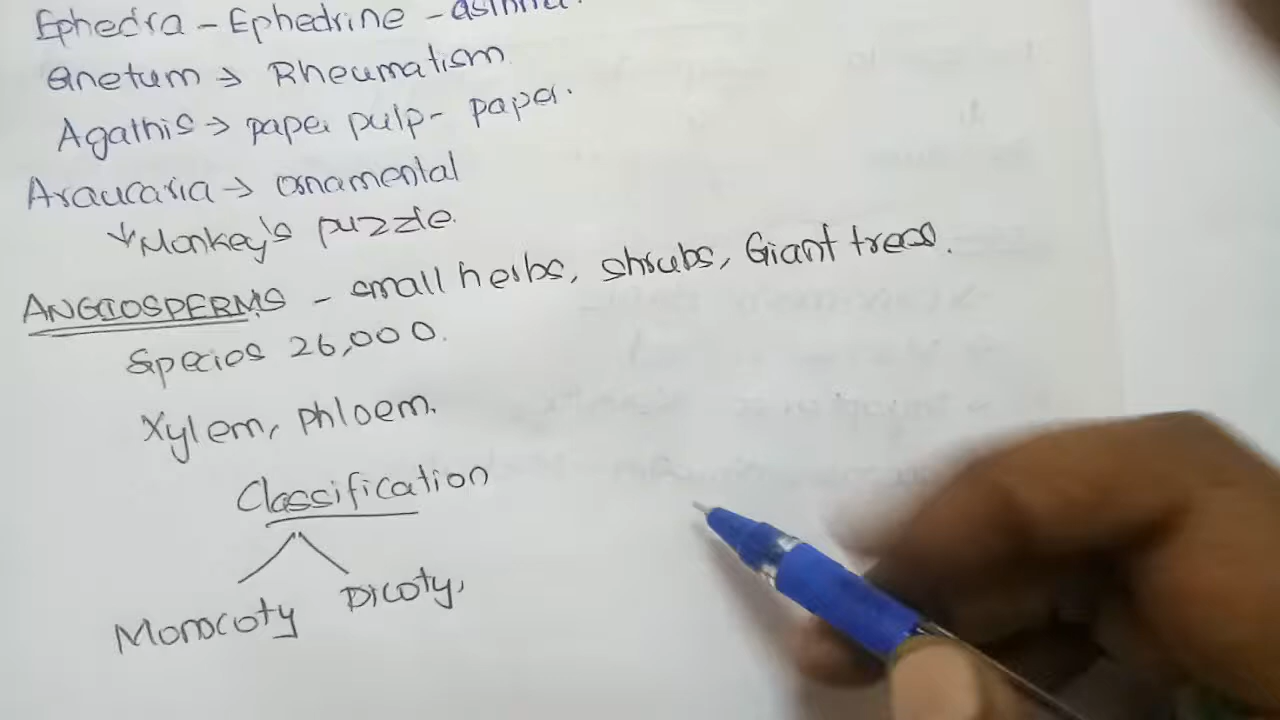 Ephedra - Ephedrine - asthma.
Gnetum → Rheumatism
Agathis → paper pulp - paper.
Araucaria → ornamental
↓ Monkey's puzzle.
ANGIOSPERMS - small herbs, shrubs, Giant trees.
Species 26,000.
Xylem, phloem.
Classification
Monocoty Dicoty,